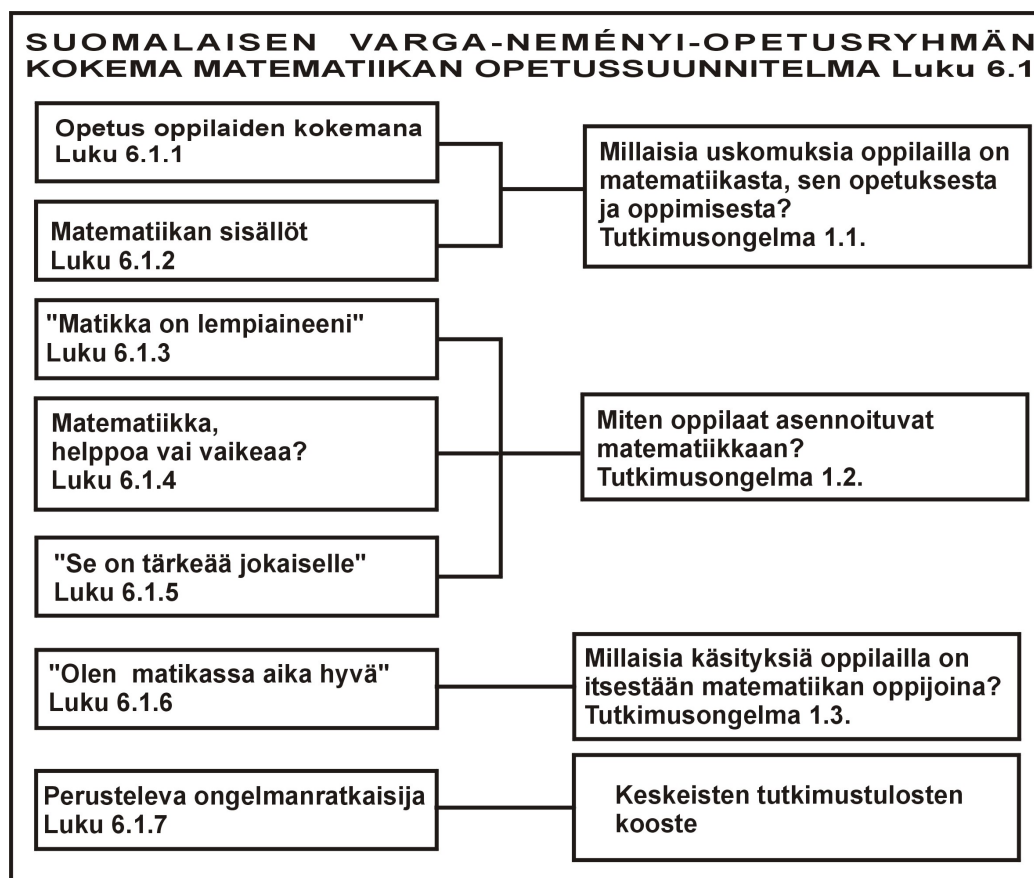 SUOMALAISEN VARGA-NEMÉNYI-OPETUSRYHMÄN
KOKEMA MATEMATIIKAN OPETUSSUUNNITELMA Luku 6.1
Opetus oppilaiden kokemana
Luku 6.1.1
Matematiikan sisällöt
Luku 6.1.2
Millaisia uskomuksia oppilailla on
matematiikasta, sen opetuksesta
ja oppimisesta?
Tutkimusongelma 1.1.
"Matikka on lempiaineeni"
Luku 6.1.3
Matematiikka,
helppoa vai vaikeaa?
Luku 6.1.4
"Se on tärkeää jokaiselle"
Luku 6.1.5
Miten oppilaat asennoituvat
matematiikkaan?
Tutkimusongelma 1.2.
"Olen matikassa aika hyvä"
Luku 6.1.6
Millaisia käsityksiä oppilailla on
itsestään matematiikan oppijoina?
Tutkimusongelma 1.3.
Perusteleva ongelmanratkaisija
Luku 6.1.7
Keskeisten tutkimustulosten
kooste